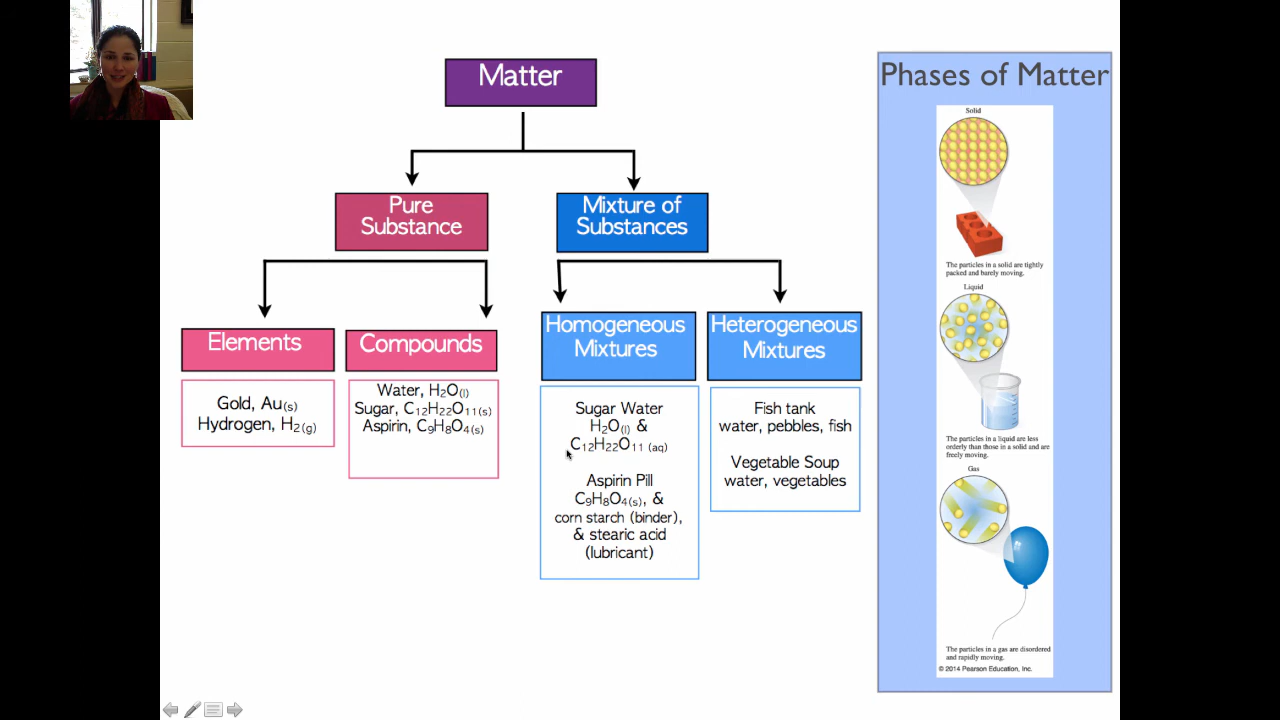 Matter
Pure
Substance
Mixture of
Substances
Elements
Compounds
Homogeneous
Mixtures
Heterogeneous
Mixtures
Gold, Au(s)
Hydrogen, H2(g)
Water, H2O(l)
Sugar, C12H22O11(s)
Aspirin, C9H8O4(s)
Sugar Water
H2O(l) &
C12H22O11 (aq)
Aspirin Pill
C9H8O4(s), &
corn starch (binder),
& stearic acid
(lubricant)
Fish tank
water, pebbles, fish
Vegetable Soup
water, vegetables
Phases of Matter
Solid
The particles in a solid are tightly
packed and barely moving.
Liquid
The particles in a liquid are less
orderly than those in a solid and are
freely moving.
Gas
The particles in a gas are disordered
and rapidly moving.
© 2014 Pearson Education, Inc.